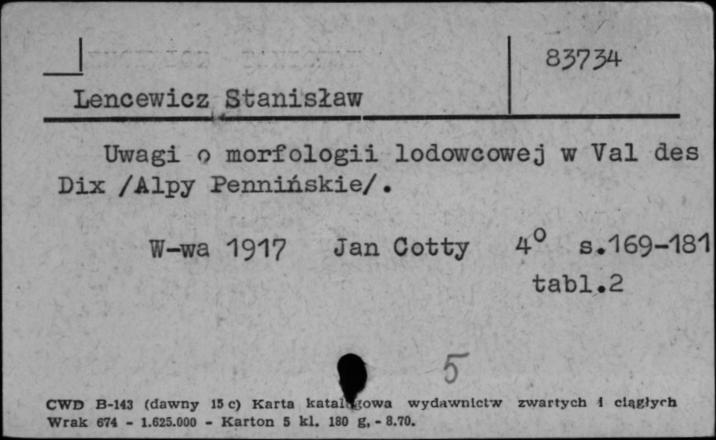 83734
Lencewicz Stanisław
Uwagi o morfologii lodowcowej w Val des
Dix /Alpy Pennińskie/.
W-wa 1917 Jan Cotty 4° s.169-181
tabl.2
5
CWD B-143 (dawny 15 c) Karta katalogowa wydawnictw zwartych i ciągłych
Wrak 674 - 1.625.000 - Karton 5 kl. 180 g, - 8.70.